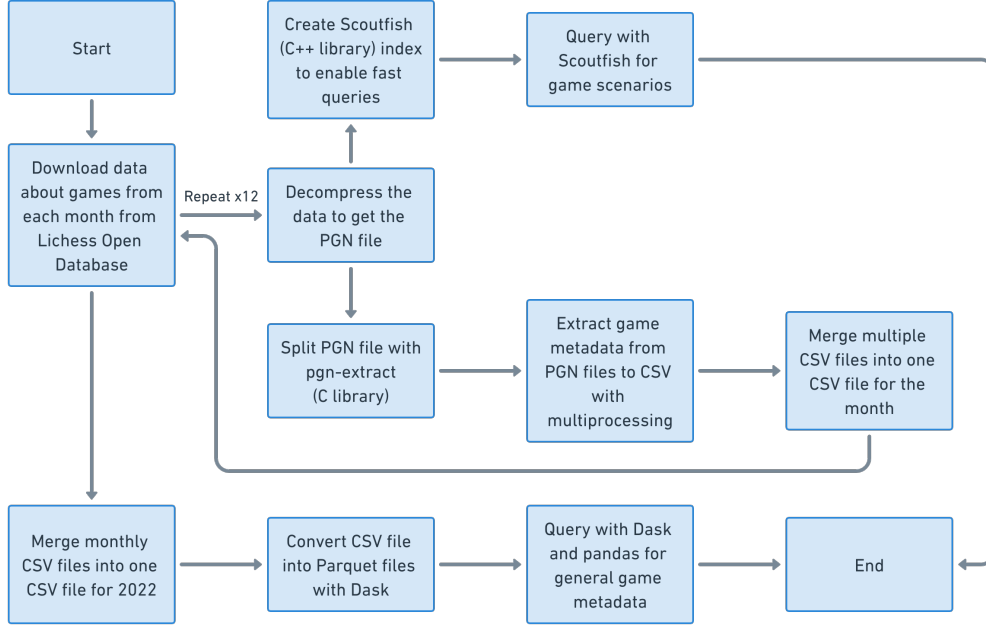 Start
Create Scoutfish
(C++ library) index
to enable fast
queries
Query with
Scoutfish for
game scenarios
Download data
about games from
each month from
Lichess Open
Database
Repeat x12
Decompress the
data to get the
PGN file
Split PGN file with
pgn-extract
(C library)
Extract game
metadata from
PGN files to CSV
with
multiprocessing
Merge multiple
CSV files into one
CSV file for the
month
Merge monthly
CSV files into one
CSV file for 2022
Convert CSV file
into Parquet files
with Dask
Query with Dask
and pandas for
general game
metadata
End